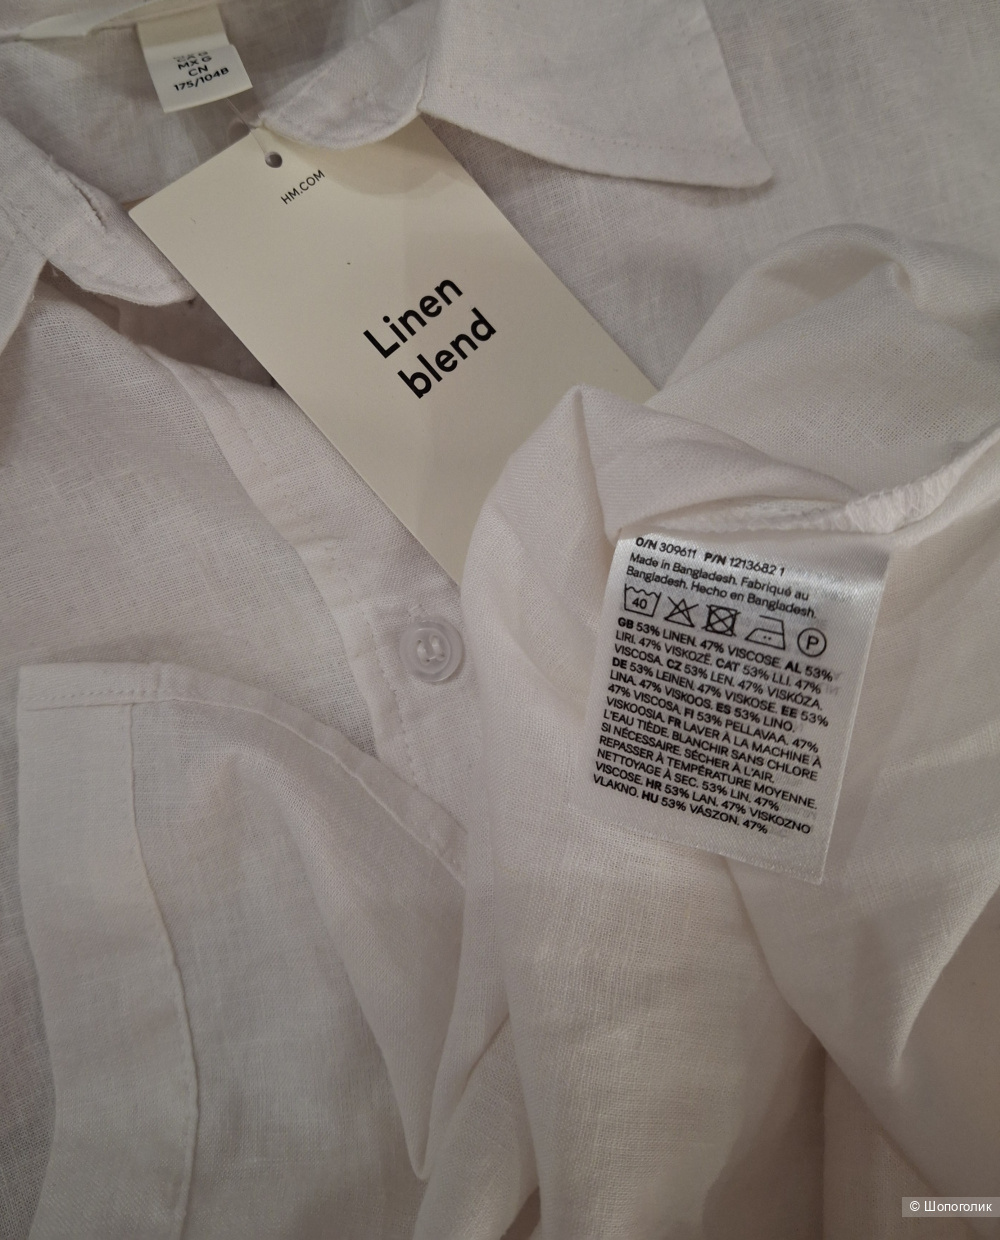 MX G
CN
175/104B
HM.COM
Linen
blend
O/N 309611 P/N 1213682 1
Made in Bangladesh. Fabriqué au
Bangladesh. Hecho en Bangladesh.
40
P
GB 53% LINEN. 47% VISCOSE. AL 53%
LIRI. 47% VISKOZË. CAT 53% LLI. 47%
VISCOSA. CZ 53% LEN. 47% VISKÓZA.
DE 53% LEINEN. 47% VISKOSE. EE 53%
LINA. 47% VISKOOS. ES 53% LINO.
47% VISCOSA. FI 53% PELLAVAA. 47%
VISKOOSIA. FR LAVER À LA MACHINE À
L'EAU TIÈDE. BLANCHIR SANS CHLORE
SI NÉCESSAIRE. SÉCHER À L'AIR.
REPASSER À TEMPÉRATURE MOYENNE.
NETTOYAGE À SEC. 53% LIN. 47%
VISCOSE. HR 53% LAN. 47% VISKOZNO
VLAKNO. HU 53% VÁSZON. 47%
© Шопоголик